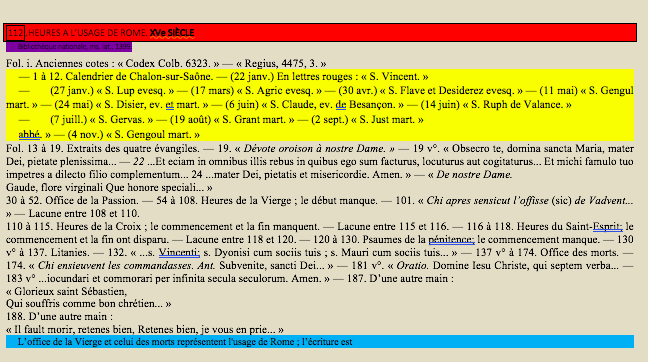 112 HEURES A L'USAGE DE ROME. XVe SIÈCLE
Bibliothèque nationale, ms. lat., 1395
Fol. i. Anciennes cotes : « Codex Colb. 6323. » — « Regius, 4475, 3. »
— 1 à 12. Calendrier de Chalon-sur-Saône. — (22 janv.) En lettres rouges : « S. Vincent. »
— (27 janv.) « S. Lup evesq. » — (17 mars) « S. Agric evesq. » — (30 avr.) « S. Flave et Desiderez evesq. » — (11 mai) « S. Gengul
mart. » — (24 mai) « S. Disier, ev. et mart. » — (6 juin) « S. Claude, ev. de Besançon. » — (14 juin) « S. Ruph de Valance. »
— (7 juill.) « S. Gervas. » — (19 août) « S. Grant mart. » — (2 sept.) « S. Just mart. »
abhé. » — (4 nov.) « S. Gengoul mart. »
Fol. 13 à 19. Extraits des quatre évangiles. — 19. « Dévote oroison à nostre Dame. » — 19 v°. « Obsecro te, domina sancta Maria, mater
Dei, pietate plenissima... — 22 ...Et eciam in omnibus illis rebus in quibus ego sum facturus, locuturus aut cogitaturus... Et michi famulo tuo
impetres a dilecto filio complementum... 24 ...mater Dei, pietatis et misericordie. Amen. » — « De nostre Dame.
Gaude, flore virginali Que honore speciali... »
30 à 52. Office de la Passion. — 54 à 108. Heures de la Vierge ; le début manque. — 101. « Chi apres sensicut l'offisse (sic) de Vadvent...
» — Lacune entre 108 et 110.
110 à 115. Heures de la Croix ; le commencement et la fin manquent. — Lacune entre 115 et 116. — 116 à 118. Heures du Saint-Esprit; le
commencement et la fin ont disparu. — Lacune entre 118 et 120. — 120 à 130. Psaumes de la pénitence; le commencement manque. — 130
v° à 137. Litanies. — 132. « ...s. Vincenti; s. Dyonisi cum sociis tuis ; s. Mauri cum sociis tuis... » — 137 v° à 174. Office des morts. —
174. « Chi ensieuvent les commandasses. Ant. Subvenite, sancti Dei... » — 181 v°. « Oratio. Domine Iesu Christe, qui septem verba... —
183 v° ...iocundari et commorari per infinita secula seculorum. Amen. » — 187. D'une autre main :
« Glorieux saint Sébastien,
Qui souffris comme bon chrétien... »
188. D'une autre main :
« Il fault morir, retenes bien, Retenes bien, je vous en prie... »
L'office de la Vierge et celui des morts représentent l'usage de Rome ; l'écriture est